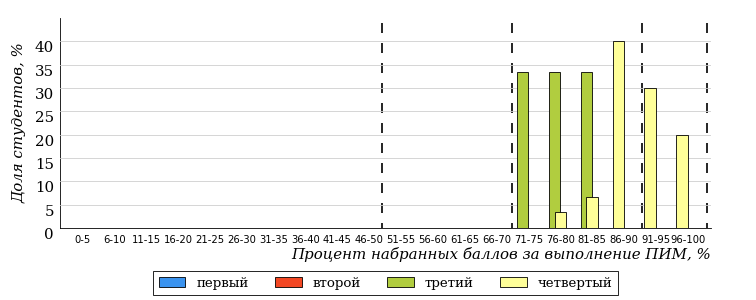 Доля студентов, %
40
35
30
25
20
15
10
5
0
0-5 6-10 11-15 16-20 21-25 26-30 31-35 36-40 41-45 46-50 51-55 56-60 61-65 66-70 71-75 76-80 81-85 86-90 91-95 96-100
Процент набранных баллов за выполнение ПИМ, %
первый второй третий четвертый